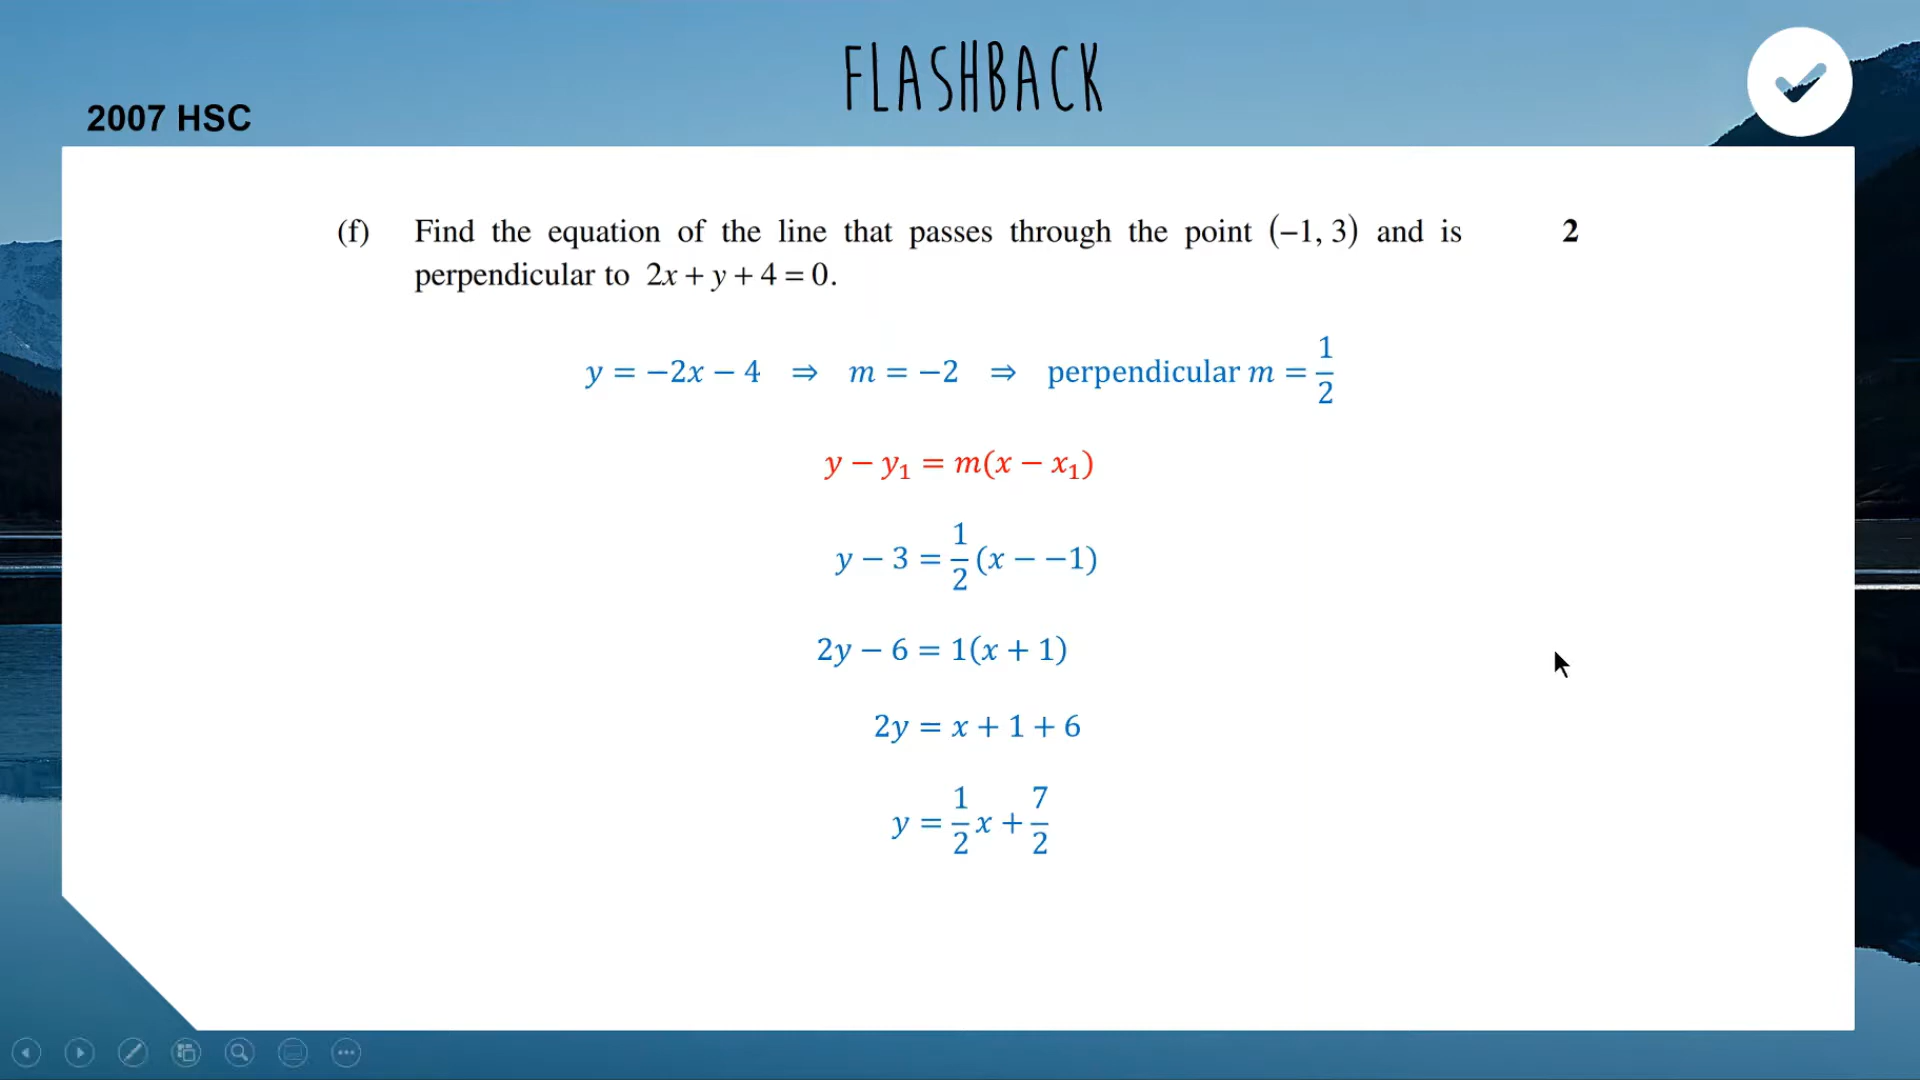 FLASHBACK
2007 HSC
(f) Find the equation of the line that passes through the point (−1, 3) and is 2
perpendicular to 2x + y + 4 = 0.
y = −2x − 4 ⇒ m = −2 ⇒ perpendicular m = 1/2
y − y₁ = m(x − x₁)
y − 3 = 1/2 (x − −1)
2y − 6 = 1(x + 1)
2y = x + 1 + 6
y = 1/2 x + 7/2